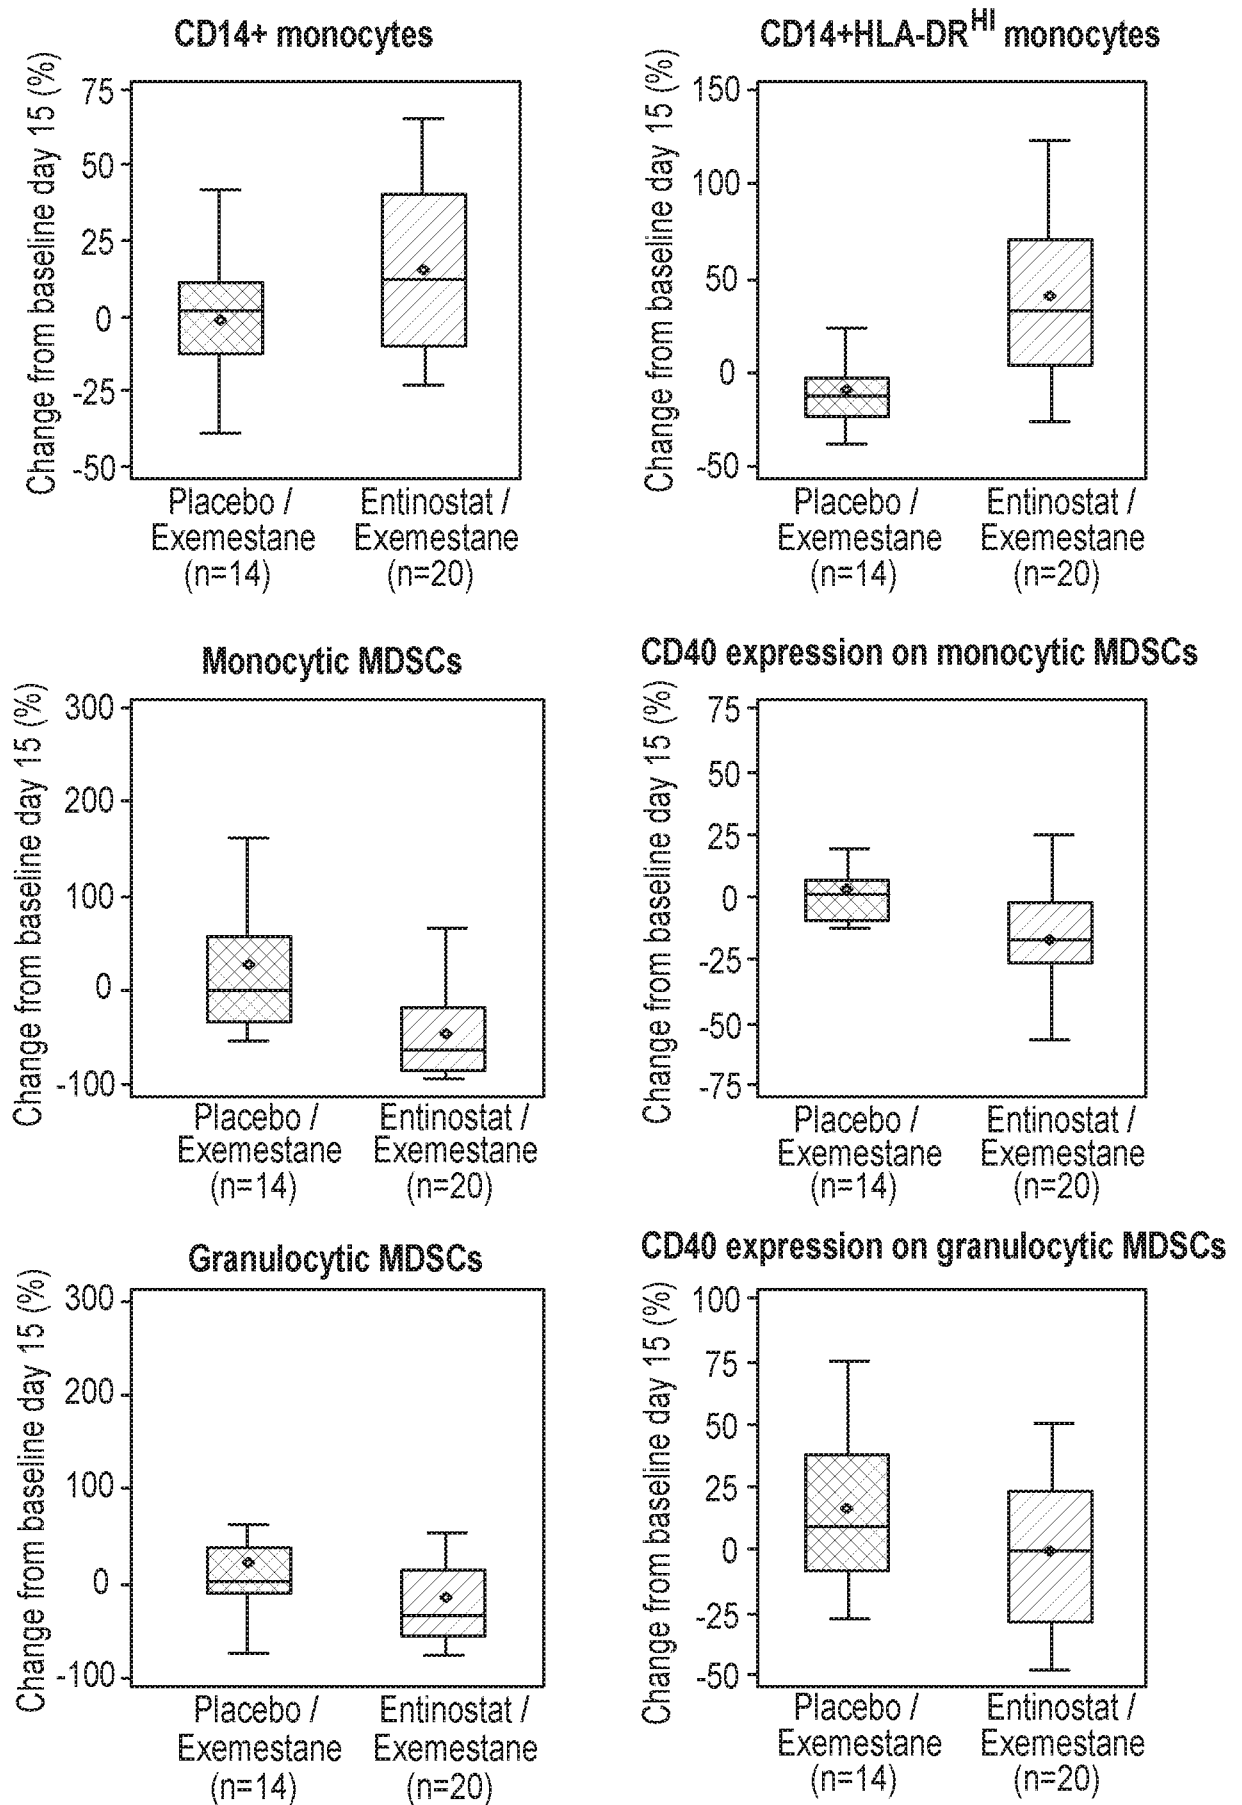 CD14+ monocytes
Change from baseline day 15 (%)
75
50
25
0
-25
-50
Placebo /
Exemestane
(n=14)
Entinostat /
Exemestane
(n=20)
CD14+HLA-DRHI monocytes
Change from baseline day 15 (%)
150
100
50
0
-50
Placebo /
Exemestane
(n=14)
Entinostat /
Exemestane
(n=20)
Monocytic MDSCs
Change from baseline day 15 (%)
300
200
100
0
-100
Placebo /
Exemestane
(n=14)
Entinostat /
Exemestane
(n=20)
CD40 expression on monocytic MDSCs
Change from baseline day 15 (%)
75
50
25
0
-25
-50
-75
Placebo /
Exemestane
(n=14)
Entinostat /
Exemestane
(n=20)
Granulocytic MDSCs
Change from baseline day 15 (%)
300
200
100
0
-100
Placebo /
Exemestane
(n=14)
Entinostat /
Exemestane
(n=20)
CD40 expression on granulocytic MDSCs
Change from baseline day 15 (%)
100
75
50
25
0
-25
-50
Placebo /
Exemestane
(n=14)
Entinostat /
Exemestane
(n=20)